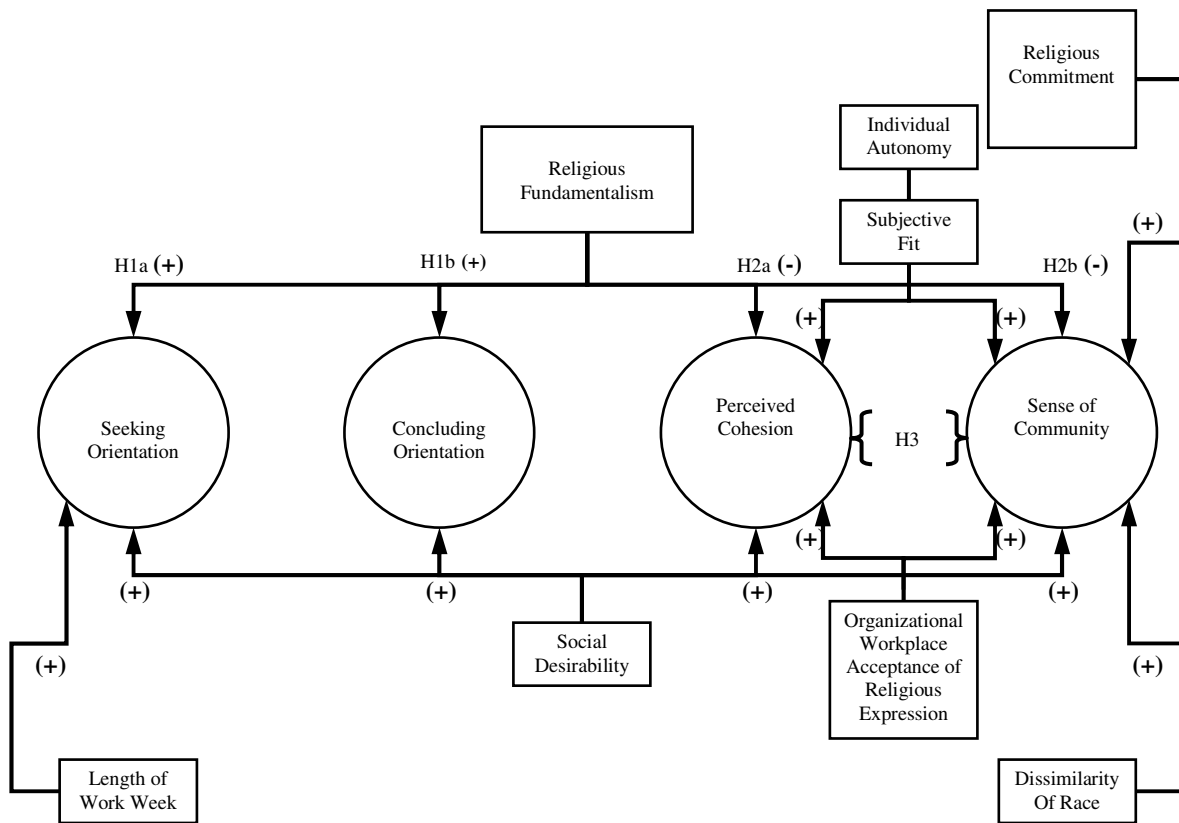 Religious
Commitment
Individual
Autonomy
Religious
Fundamentalism
Subjective
Fit
(+)
H1a (+)
H1b (+)
H2a (-)
H2b (-)
(+)
(+)
Seeking
Orientation
Concluding
Orientation
Perceived
Cohesion
H3
Sense of
Community
(+)
(+)
(+)
(+)
(+)
(+)
Organizational
Workplace
Acceptance of
Religious
Expression
Social
Desirability
(+)
(+)
Length of
Work Week
Dissimilarity
Of Race